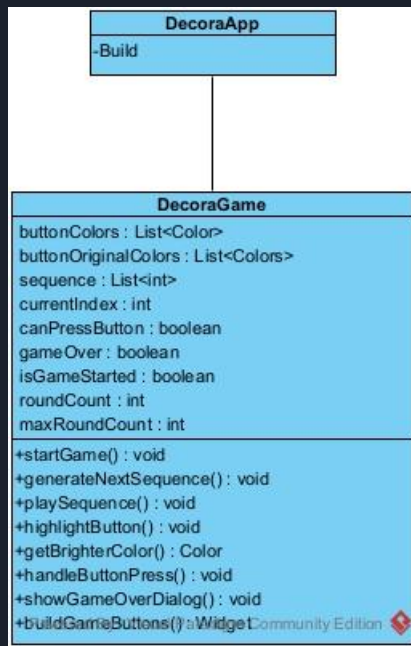 DecoraApp
-Build
DecoraGame
buttonColors : List<Color>
buttonOriginalColors : List<Colors>
sequence : List<int>
currentIndex : int
canPressButton : boolean
gameOver : boolean
isGameStarted : boolean
roundCount : int
maxRoundCount : int
+startGame() : void
+generateNextSequence() : void
+playSequence() : void
+highlightButton() : void
+getBrighterColor() : Color
+handleButtonPress() : void
+showGameOverDialog() : void
+buildGameButtons() : Widget
Community Edition